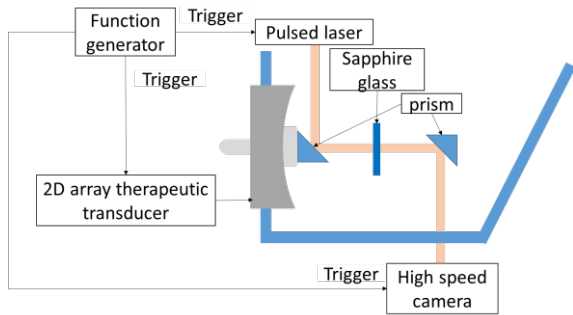 Function
generator
Trigger
Pulsed laser
Trigger
Sapphire
glass
prism
2D array therapeutic
transducer
Trigger
High speed
camera